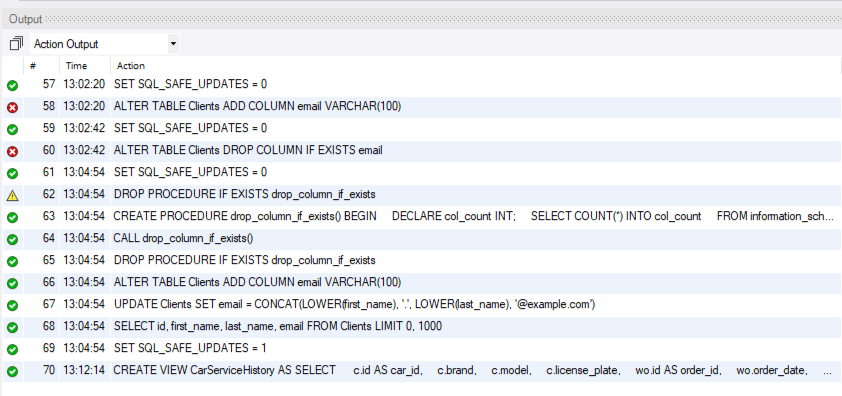 Output
Action Output
# Time Action
57 13:02:20 SET SQL_SAFE_UPDATES = 0
58 13:02:20 ALTER TABLE Clients ADD COLUMN email VARCHAR(100)
59 13:02:42 SET SQL_SAFE_UPDATES = 0
60 13:02:42 ALTER TABLE Clients DROP COLUMN IF EXISTS email
61 13:04:54 SET SQL_SAFE_UPDATES = 0
62 13:04:54 DROP PROCEDURE IF EXISTS drop_column_if_exists
63 13:04:54 CREATE PROCEDURE drop_column_if_exists() BEGIN DECLARE col_count INT; SELECT COUNT(*) INTO col_count FROM information_sch...
64 13:04:54 CALL drop_column_if_exists()
65 13:04:54 DROP PROCEDURE IF EXISTS drop_column_if_exists
66 13:04:54 ALTER TABLE Clients ADD COLUMN email VARCHAR(100)
67 13:04:54 UPDATE Clients SET email = CONCAT(LOWER(first_name), '.', LOWER(last_name), '@example.com')
68 13:04:54 SELECT id, first_name, last_name, email FROM Clients LIMIT 0, 1000
69 13:04:54 SET SQL_SAFE_UPDATES = 1
70 13:12:14 CREATE VIEW CarServiceHistory AS SELECT c.id AS car_id, c.brand, c.model, c.license_plate, wo.id AS order_id, wo.order_date, ...